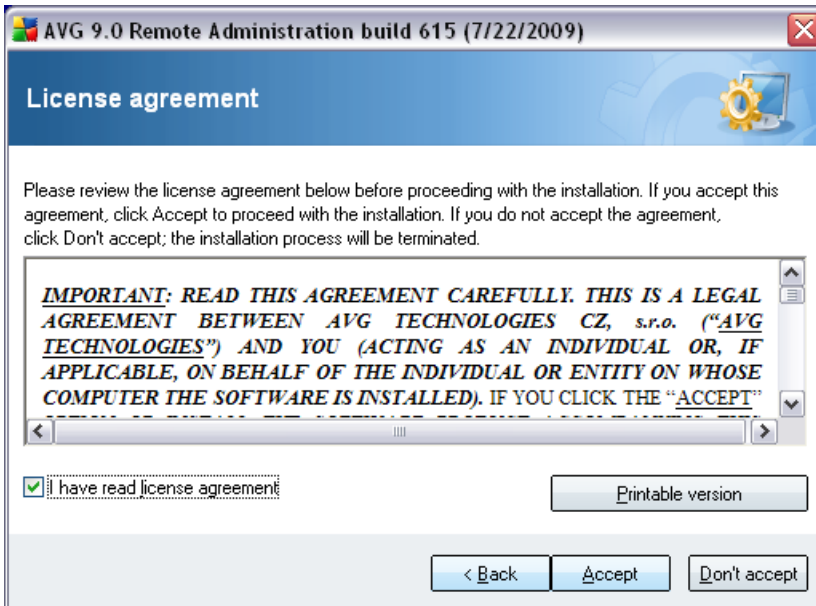 AVG 9.0 Remote Administration build 615 (7/22/2009)
License agreement
Please review the license agreement below before proceeding with the installation. If you accept this
agreement, click Accept to proceed with the installation. If you do not accept the agreement,
click Don't accept; the installation process will be terminated.
IMPORTANT: READ THIS AGREEMENT CAREFULLY. THIS IS A LEGAL
AGREEMENT BETWEEN AVG TECHNOLOGIES CZ, s.r.o. (“AVG
TECHNOLOGIES”) AND YOU (ACTING AS AN INDIVIDUAL OR, IF
APPLICABLE, ON BEHALF OF THE INDIVIDUAL OR ENTITY ON WHOSE
COMPUTER THE SOFTWARE IS INSTALLED). IF YOU CLICK THE “ACCEPT”
I have read license agreement
Printable version
< Back
Accept
Don't accept